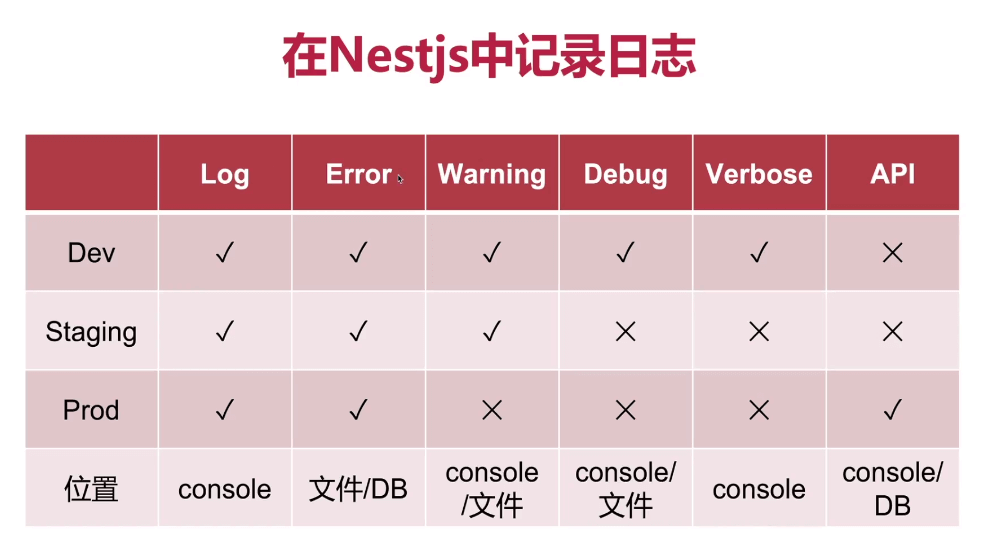 在Nestjs中记录日志
Log Error Warning Debug Verbose API
Dev √ √ √ √ √ ×
Staging √ √ √ × × ×
Prod √ √ × × × √
位置 console 文件/DB console/文件 console/文件 console console/DB